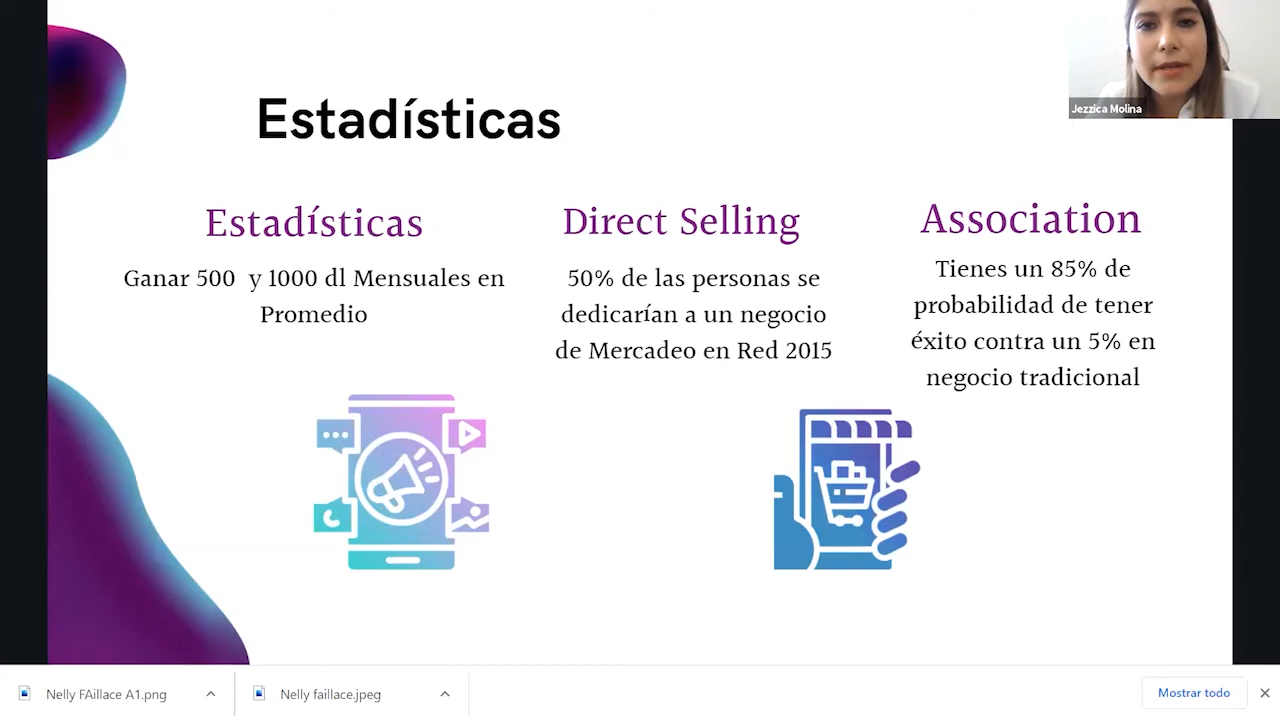 Jezzica Molina
Estadísticas
Estadísticas
Ganar 500 y 1000 dl Mensuales en
Promedio
Direct Selling
50% de las personas se
dedicarían a un negocio
de Mercadeo en Red 2015
Association
Tienes un 85% de
probabilidad de tener
éxito contra un 5% en
negocio tradicional
Nelly FAillace A1.png
Nelly faillace.jpeg
Mostrar todo